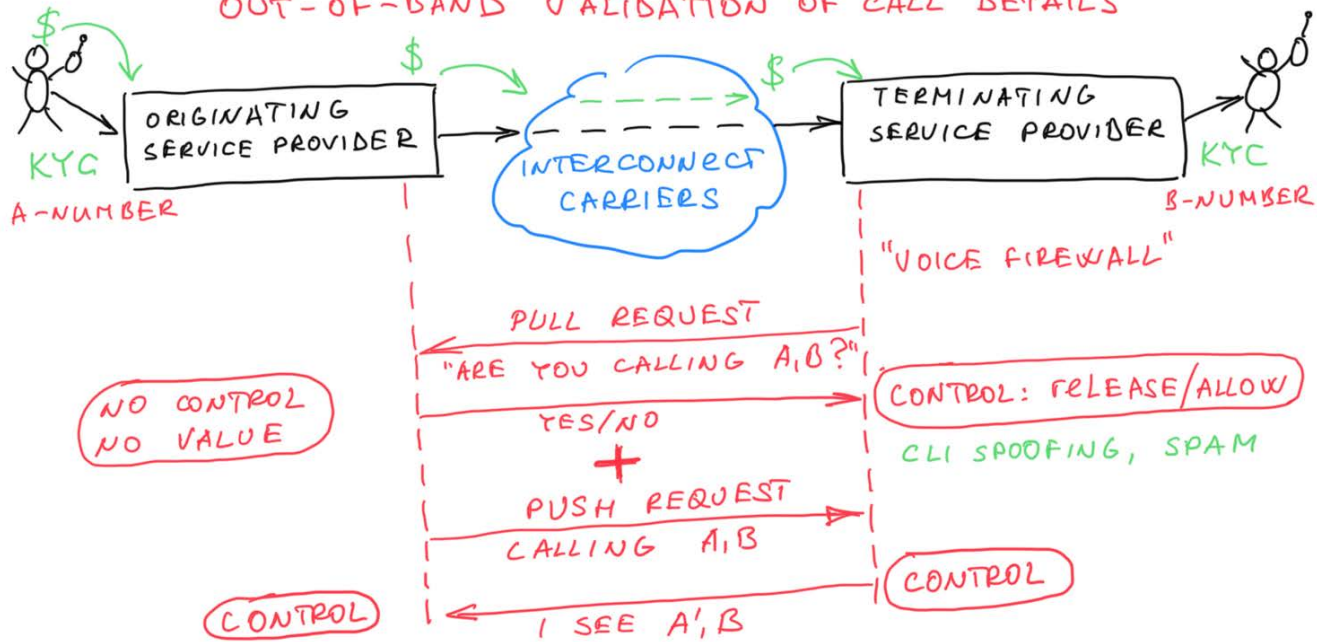 OUT-OF-BAND VALIDATION OF CALL DETAILS
$
$
$
ORIGINATING
SERVICE PROVIDER
INTERCONNECT
CARRIERS
TERMINATING
SERVICE PROVIDER
KYC
KYC
A-NUMBER
B-NUMBER
"VOICE FIREWALL"
PULL REQUEST
"ARE YOU CALLING A,B?"
NO CONTROL
NO VALUE
CONTROL: RELEASE/ALLOW
YES/NO
CLI SPOOFING, SPAM
+
PUSH REQUEST
CALLING A,B
CONTROL
CONTROL
I SEE A',B